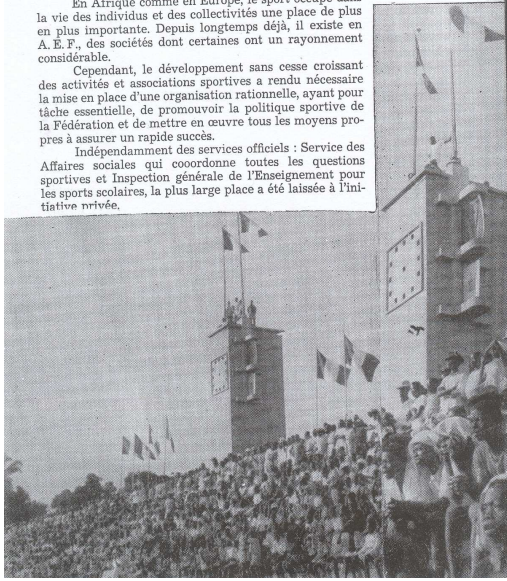 En Afrique comme en Europe, le sport occupe dans
la vie des individus et des collectivités une place de plus
en plus importante. Depuis longtemps déjà, il existe en
A. E. F., des sociétés dont certaines ont un rayonnement
considérable.
Cependant, le développement sans cesse croissant
des activités et associations sportives a rendu nécessaire
la mise en place d'une organisation rationnelle, ayant pour
tâche essentielle, de promouvoir la politique sportive de
la Fédération et de mettre en œuvre tous les moyens pro-
pres à assurer un rapide succès.
Indépendamment des services officiels : Service des
Affaires sociales qui cooordonne toutes les questions
sportives et Inspection générale de l'Enseignement pour
les sports scolaires, la plus large place a été laissée à l'ini-
tiative privée.